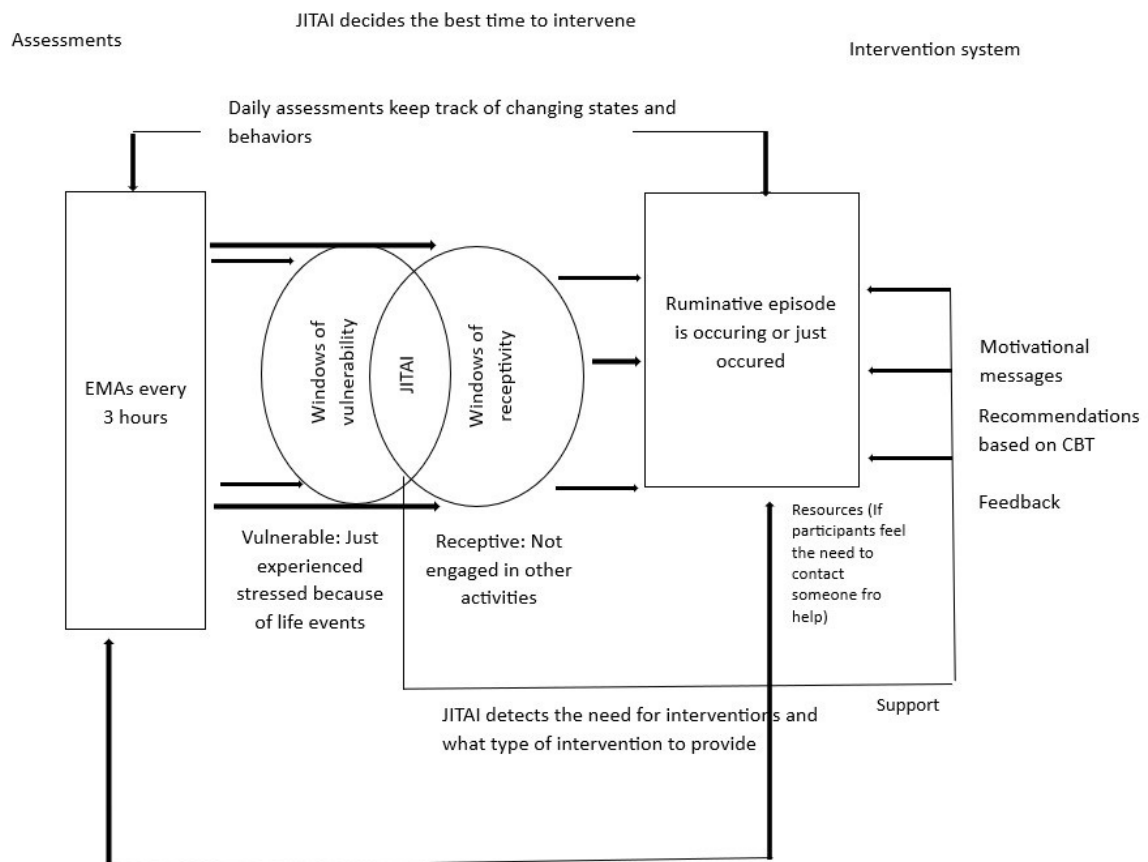 JITAI decides the best time to intervene
Assessments
Intervention system
Daily assessments keep track of changing states and
behaviors
EMAs every
3 hours
Windows of
vulnerability
JITAI
Windows of
receptivity
Ruminative episode
is occuring or just
occured
Motivational
messages
Recommendations
based on CBT
Feedback
Vulnerable: Just
experienced
stressed because
of life events
Receptive: Not
engaged in other
activities
Resources (If
participants feel
the need to
contact
someone fro
help)
Support
JITAI detects the need for interventions and
what type of intervention to provide